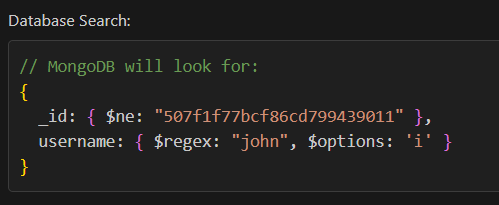 Database Search:
// MongoDB will look for:
{
  _id: { $ne: "507f1f77bcf86cd799439011" },
  username: { $regex: "john", $options: 'i' }
}